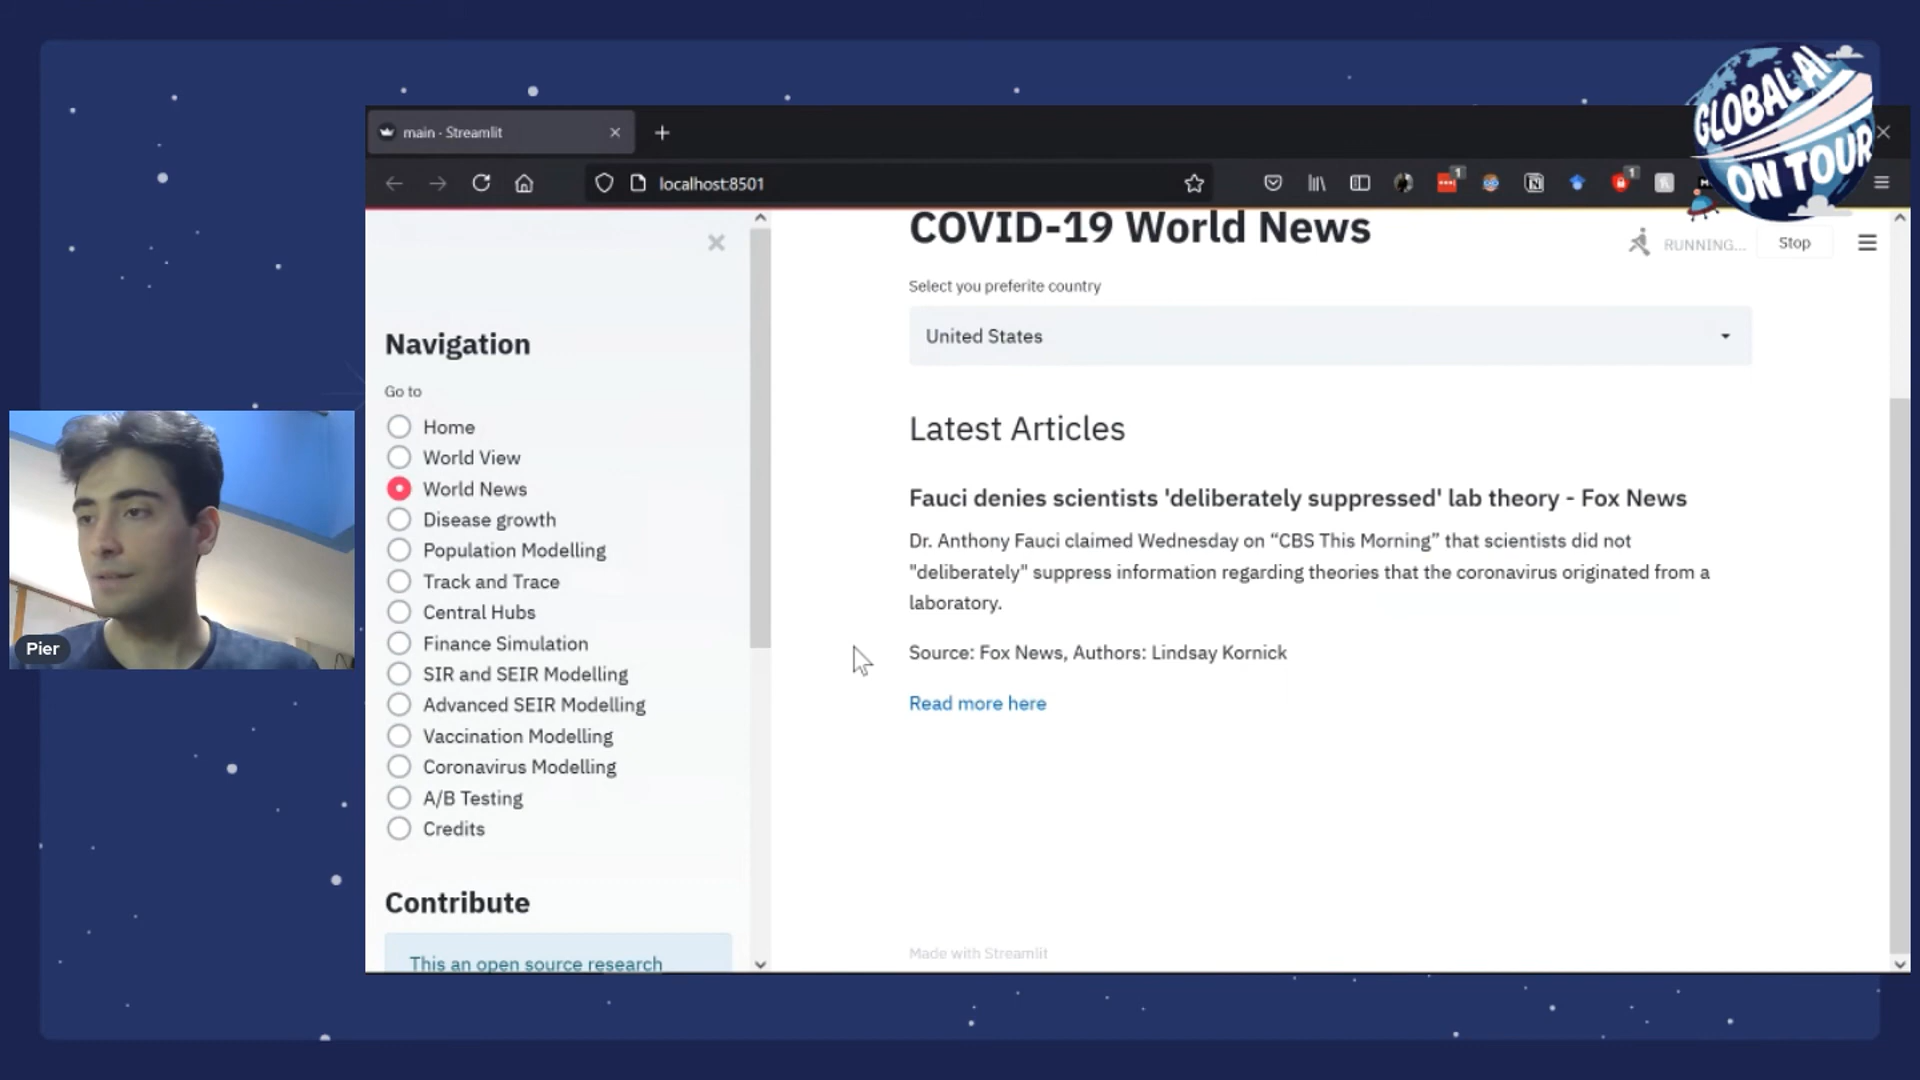 GLOBAL AI
ON TOUR
main - Streamlit
localhost:8501
1
1
Navigation
Go to
Home
World View
World News
Disease growth
Population Modelling
Track and Trace
Central Hubs
Finance Simulation
SIR and SEIR Modelling
Advanced SEIR Modelling
Vaccination Modelling
Coronavirus Modelling
A/B Testing
Credits
Contribute
This an open source research
COVID-19 World News
RUNNING...
Stop
Select you preferite country
United States
Latest Articles
Fauci denies scientists 'deliberately suppressed' lab theory - Fox News
Dr. Anthony Fauci claimed Wednesday on “CBS This Morning” that scientists did not
"deliberately" suppress information regarding theories that the coronavirus originated from a
laboratory.
Source: Fox News, Authors: Lindsay Kornick
Read more here
Made with Streamlit
Pier